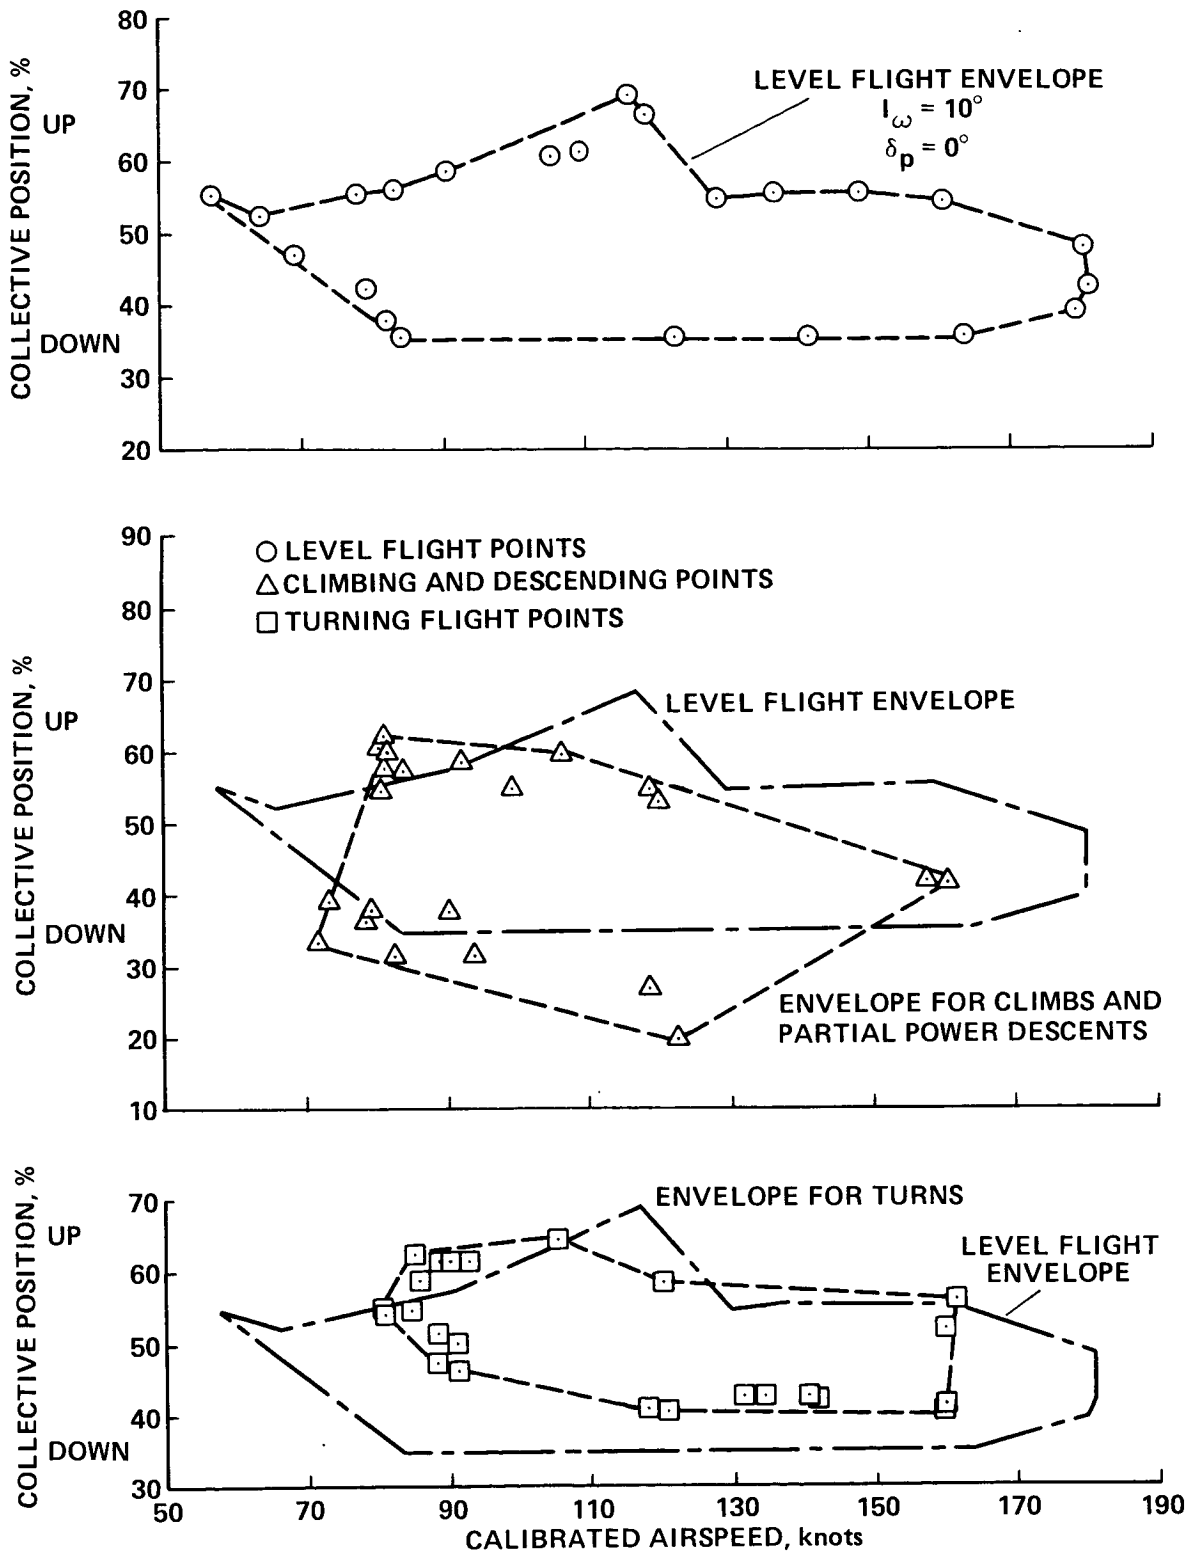 80
70
60
50
40
30
20
COLLECTIVE POSITION, %
UP
DOWN
LEVEL FLIGHT ENVELOPE
Iω = 10°
δp = 0°
90
80
70
60
50
40
30
20
10
COLLECTIVE POSITION, %
UP
DOWN
LEVEL FLIGHT POINTS
CLIMBING AND DESCENDING POINTS
TURNING FLIGHT POINTS
LEVEL FLIGHT ENVELOPE
ENVELOPE FOR CLIMBS AND
PARTIAL POWER DESCENTS
70
60
50
40
30
COLLECTIVE POSITION, %
UP
DOWN
ENVELOPE FOR TURNS
LEVEL FLIGHT
ENVELOPE
50 70 90 110 130 150 170 190
CALIBRATED AIRSPEED, knots